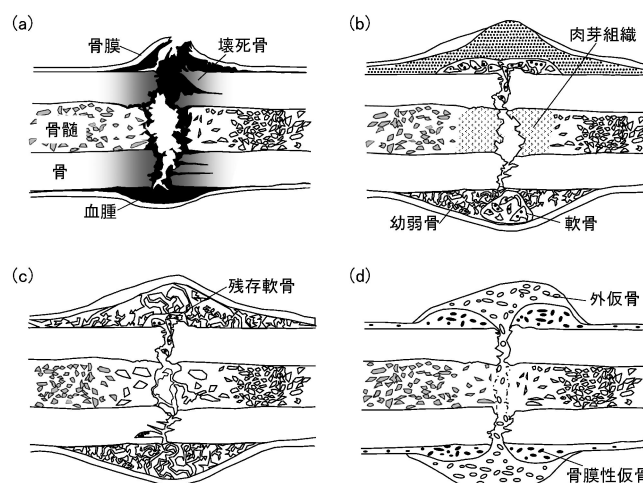 (a)
骨膜
壊死骨
骨髄
骨
血腫
(b)
肉芽組織
幼弱骨
軟骨
(c)
残存軟骨
(d)
外仮骨
骨膜性仮骨